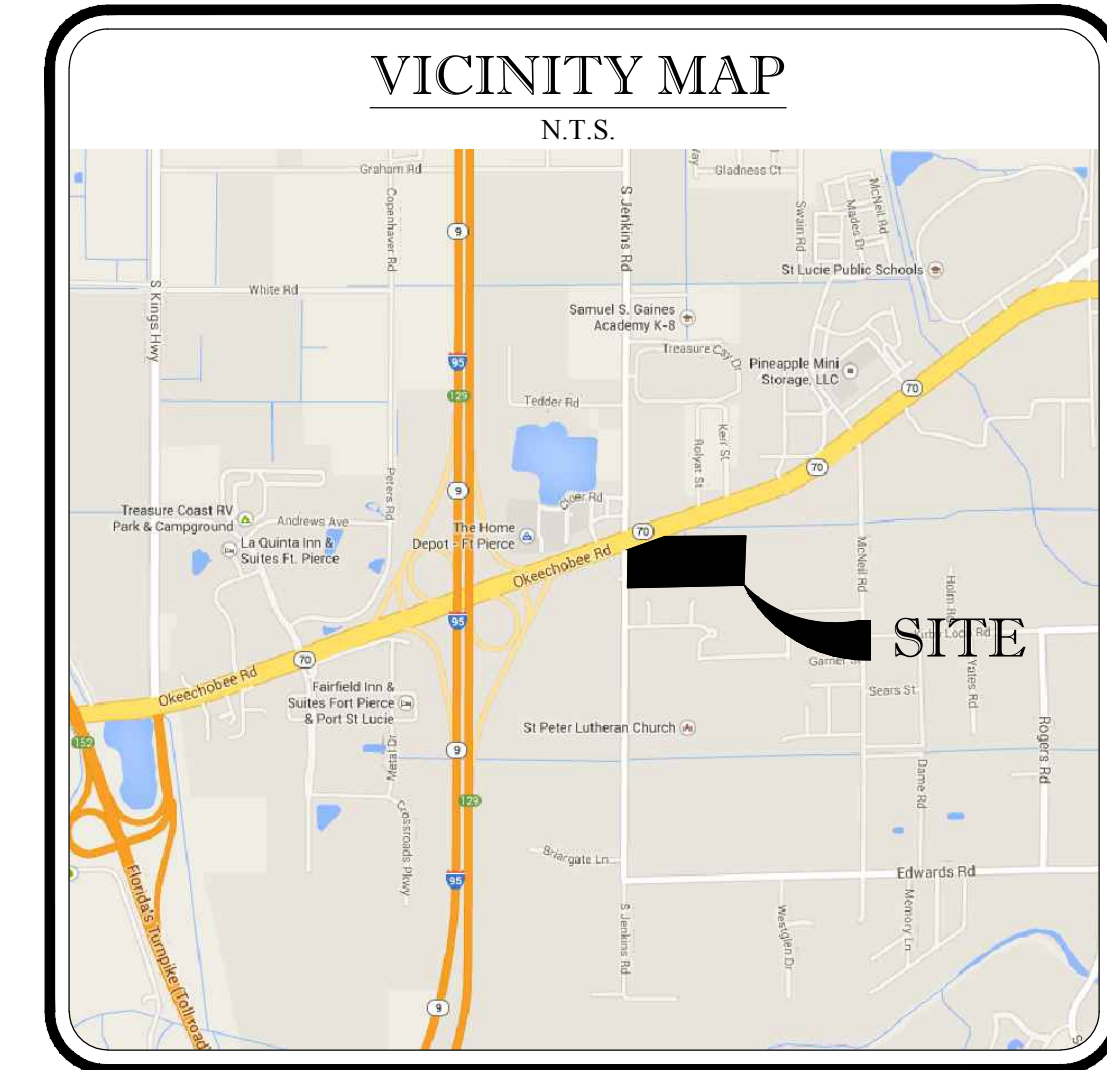 VICINITY MAP
N.T.S.
Graham Rd
Copenhaver Rd
9
S Jenkins Rd
Way
Gladness Ct
Swain Rd
McNeil Rd
Mades Dr
St Lucie Public Schools
White Rd
S Kings Hwy
Samuel S. Gaines
Academy K-8
Treasure Cay Dr
Pineapple Mini
Storage, LLC
95
129
70
Tedder Rd
Kerr St
Rolyat St
70
Peters Rd
9
Treasure Coast RV
Park & Campground
Andrews Ave
La Quinta Inn &
Suites Ft. Pierce
The Home
Depot - Ft Pierce
70
Okeechobee Rd
McNeil Rd
95
SITE
Garner St
Yates Rd
70
Okeechobee Rd
Fairfield Inn &
Suites Fort Pierce
& Port St Lucie
Sears St
St Peter Lutheran Church
Rogers Rd
152
9
Dame Rd
129
Crossroads Pkwy
Briargate Ln
95
Edwards Rd
Florida's Turnpike (Toll road)
S Jenkins Rd
Westglen Dr
Memory Ln
9